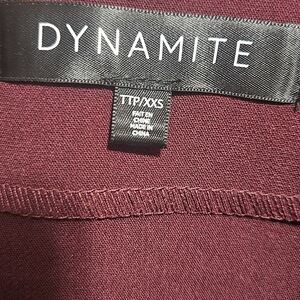 DYNAMITE
TTP/XXS
FAIT EN
CHINE
MADE IN
CHINA